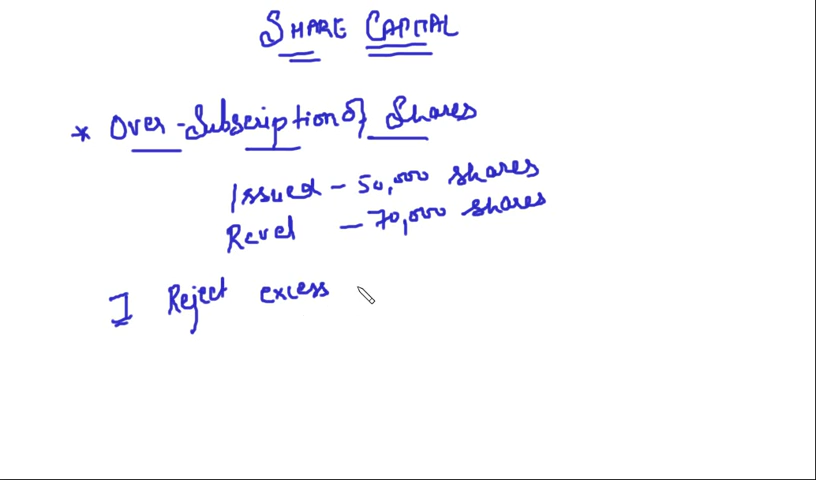 SHARE CAPITAL
* Over-Subscription of Shares
Issued - 50,000 shares
Recvd - 70,000 shares
I Reject excess